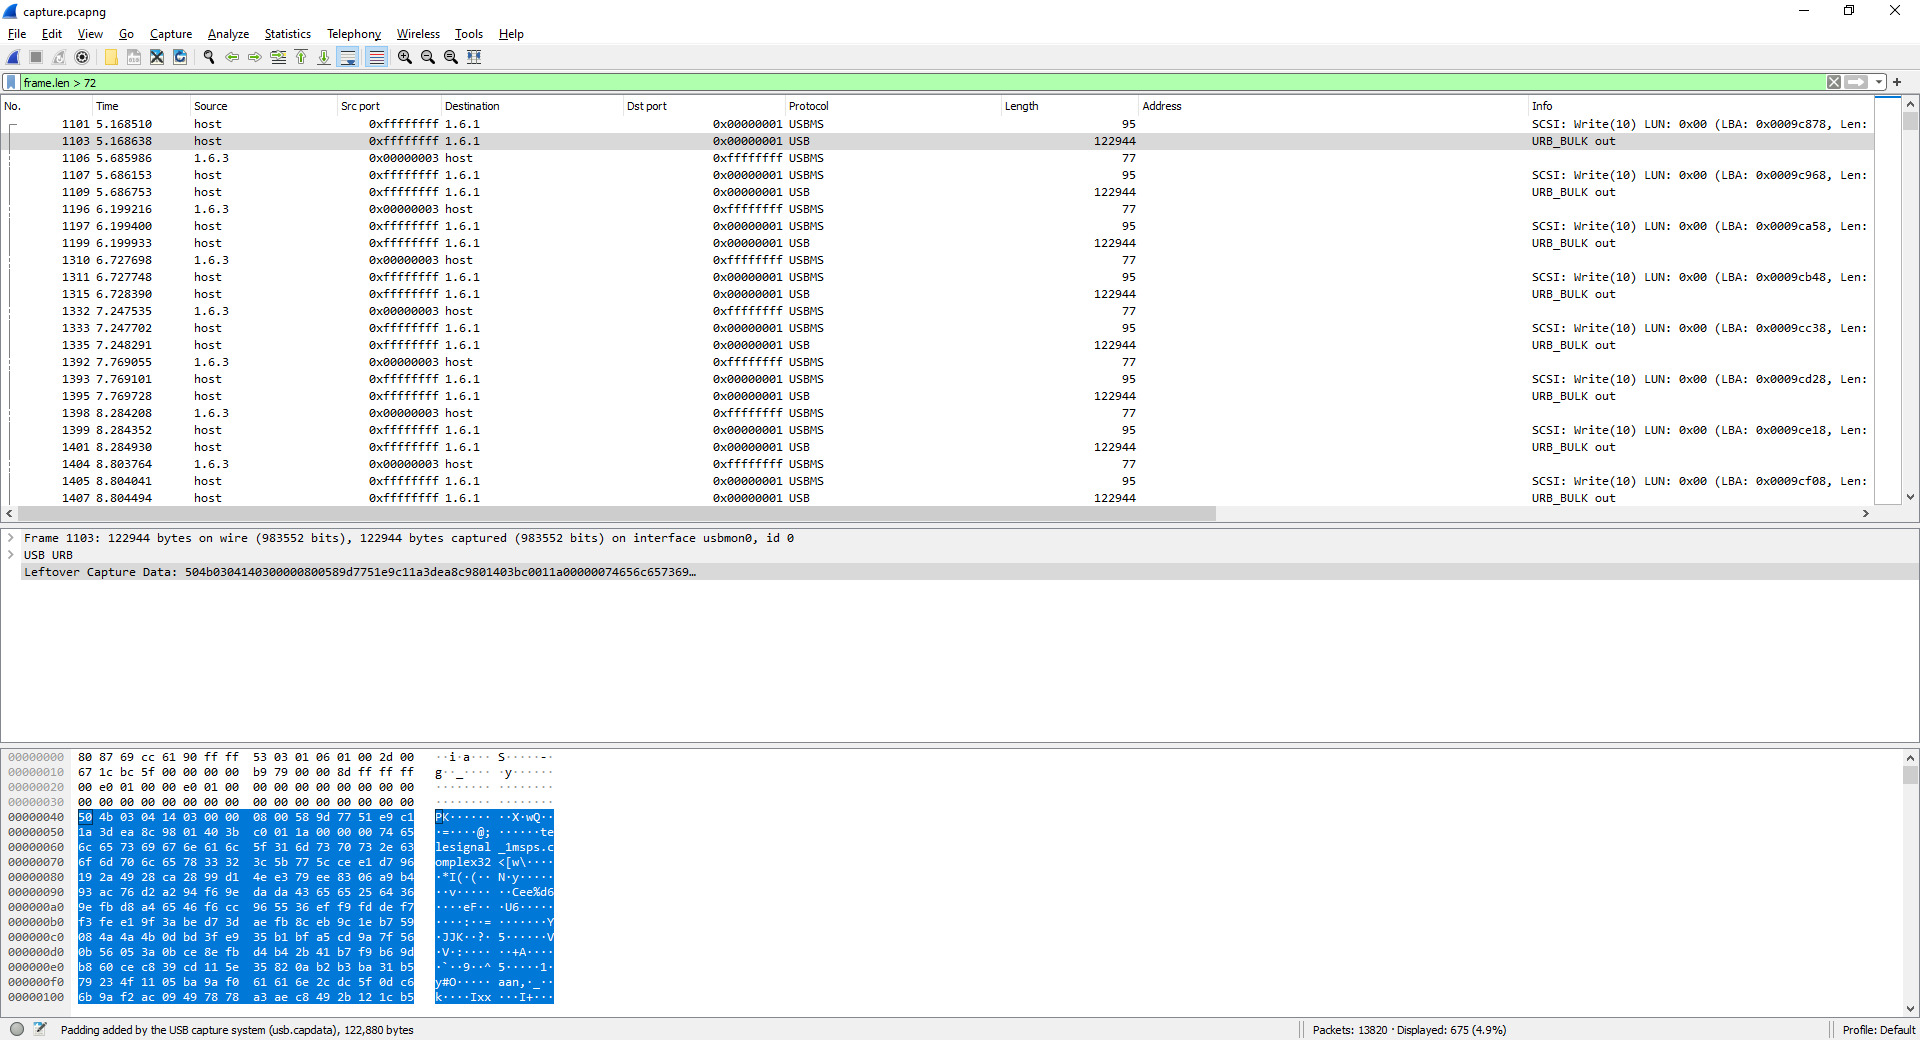 capture.pcapng
File Edit View Go Capture Analyze Statistics Telephony Wireless Tools Help
frame.len > 72
No. Time Source Src port Destination Dst port Protocol Length Address Info
1101 5.168510 host 0xffffffff 1.6.1 0x00000001 USBMS 95 SCSI: Write(10) LUN: 0x00 (LBA: 0x0009c878, Len:
1103 5.168638 host 0xffffffff 1.6.1 0x00000001 USB 122944 URB_BULK out
1106 5.685986 1.6.3 0x00000003 host 0xffffffff USBMS 77
1107 5.686153 host 0xffffffff 1.6.1 0x00000001 USBMS 95 SCSI: Write(10) LUN: 0x00 (LBA: 0x0009c968, Len:
1109 5.686753 host 0xffffffff 1.6.1 0x00000001 USB 122944 URB_BULK out
1196 6.199216 1.6.3 0x00000003 host 0xffffffff USBMS 77
1197 6.199400 host 0xffffffff 1.6.1 0x00000001 USBMS 95 SCSI: Write(10) LUN: 0x00 (LBA: 0x0009ca58, Len:
1199 6.199933 host 0xffffffff 1.6.1 0x00000001 USB 122944 URB_BULK out
1310 6.727698 1.6.3 0x00000003 host 0xffffffff USBMS 77
1311 6.727748 host 0xffffffff 1.6.1 0x00000001 USBMS 95 SCSI: Write(10) LUN: 0x00 (LBA: 0x0009cb48, Len:
1315 6.728390 host 0xffffffff 1.6.1 0x00000001 USB 122944 URB_BULK out
1332 7.247535 1.6.3 0x00000003 host 0xffffffff USBMS 77
1333 7.247702 host 0xffffffff 1.6.1 0x00000001 USBMS 95 SCSI: Write(10) LUN: 0x00 (LBA: 0x0009cc38, Len:
1335 7.248291 host 0xffffffff 1.6.1 0x00000001 USB 122944 URB_BULK out
1392 7.769055 1.6.3 0x00000003 host 0xffffffff USBMS 77
1393 7.769101 host 0xffffffff 1.6.1 0x00000001 USBMS 95 SCSI: Write(10) LUN: 0x00 (LBA: 0x0009cd28, Len:
1395 7.769728 host 0xffffffff 1.6.1 0x00000001 USB 122944 URB_BULK out
1398 8.284208 1.6.3 0x00000003 host 0xffffffff USBMS 77
1399 8.284352 host 0xffffffff 1.6.1 0x00000001 USBMS 95 SCSI: Write(10) LUN: 0x00 (LBA: 0x0009ce18, Len:
1401 8.284930 host 0xffffffff 1.6.1 0x00000001 USB 122944 URB_BULK out
1404 8.803764 1.6.3 0x00000003 host 0xffffffff USBMS 77
1405 8.804041 host 0xffffffff 1.6.1 0x00000001 USBMS 95 SCSI: Write(10) LUN: 0x00 (LBA: 0x0009cf08, Len:
1407 8.804494 host 0xffffffff 1.6.1 0x00000001 USB 122944 URB_BULK out
Frame 1103: 122944 bytes on wire (983552 bits), 122944 bytes captured (983552 bits) on interface usbmon0, id 0
USB URB
Leftover Capture Data: 504b0304140300000800589d7751e9c11a3dea8c9801403bc0011a00000074656c657369…
00000000 80 87 69 cc 61 90 ff ff 53 03 01 06 01 00 2d 00 ··i·a··· S·····-·
00000010 67 1c bc 5f 00 00 00 00 b9 79 00 00 8d ff ff ff g··_···· ·y······
00000020 00 e0 01 00 00 e0 01 00 00 00 00 00 00 00 00 00 ········ ········
00000030 00 00 00 00 00 00 00 00 00 00 00 00 00 00 00 00 ········ ········
00000040 50 4b 03 04 14 03 00 00 08 00 58 9d 77 51 e9 c1 PK······ ··X·wQ··
00000050 1a 3d ea 8c 98 01 40 3b c0 01 1a 00 00 00 74 65 ·=····@; ······te
00000060 6c 65 73 69 67 6e 61 6c 5f 31 6d 73 70 73 2e 63 lesignal _1msps.c
00000070 6f 6d 70 6c 65 78 33 32 3c 5b 77 5c ce e1 d7 96 omplex32 <[w\····
00000080 19 2a 49 28 ca 28 99 d1 4e e3 79 ee 83 06 a9 b4 ·*I(·(·· N·y·····
00000090 93 ac 76 d2 a2 94 f6 9e da da 43 65 65 25 64 36 ··v····· ··Cee%d6
000000a0 9e fb d8 a4 65 46 f6 cc 96 55 36 ef f9 fd de f7 ····eF·· ·U6·····
000000b0 f3 fe e1 9f 3a be d7 3d ae fb 8c eb 9c 1e b7 59 ····:··= ·······Y
000000c0 08 4a 4a 4b 0d bd 3f e9 35 b1 bf a5 cd 9a 7f 56 ·JJK··?· 5······V
000000d0 0b 56 05 3a 0b ce 8e fb d4 b4 2b 41 b7 f9 b6 9d ·V·:···· ··+A····
000000e0 b8 60 ce c8 39 cd 11 5e 35 82 0a b2 b3 ba 31 b5 ·`··9··^ 5·····1·
000000f0 79 23 4f 11 05 ba 9a f0 61 61 6e 2c dc 5f 0d c6 y#O····· aan,·_··
00000100 6b 9a f2 ac 09 49 78 78 a3 ae c8 49 2b 12 1c b5 k····Ixx ···I+···
Padding added by the USB capture system (usb.capdata), 122,880 bytes Packets: 13820 · Displayed: 675 (4.9%) Profile: Default